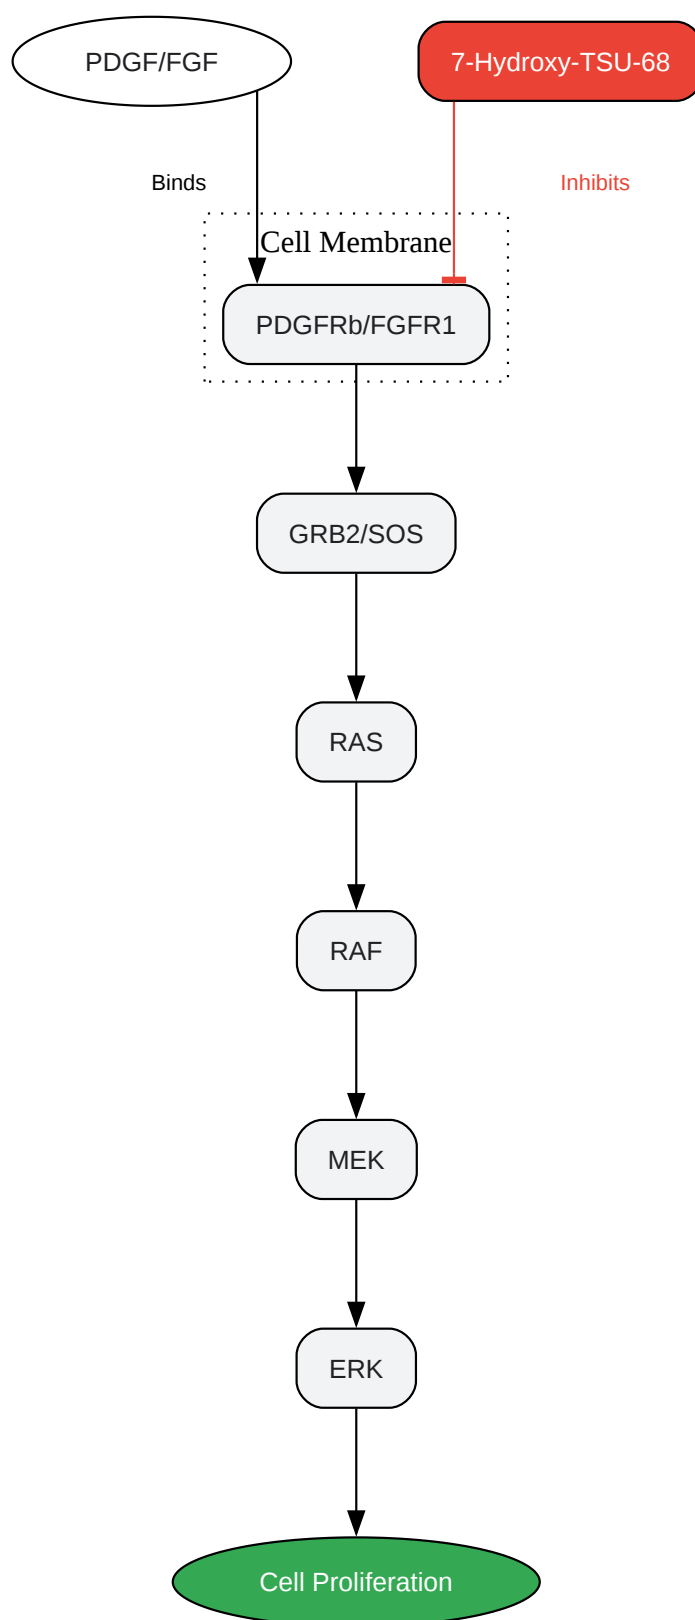 PDGF/FGF
7-Hydroxy-TSU-68
Binds
Inhibits
Cell Membrane
PDGFRb/FGFR1
GRB2/SOS
RAS
RAF
MEK
ERK
Cell Proliferation